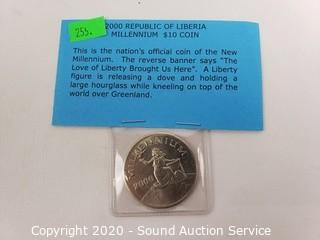 255.
2000 REPUBLIC OF LIBERIA
MILLENNIUM $10 COIN
This is the nation's official coin of the New
Millennium. The reverse banner says "The
Love of Liberty Brought Us Here". A Liberty
figure is releasing a dove and holding a
large hourglass while kneeling on top of the
world over Greenland.
MILLENNIUM
2000
Copyright 2020 - Sound Auction Service